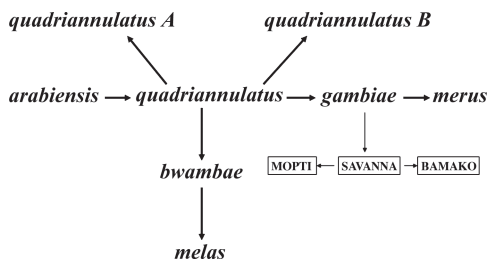 quadriannulatus A quadriannulatus B
arabiensis quadriannulatus gambiae merus
MOPTI SAVANNA BAMAKO
bwambae
melas